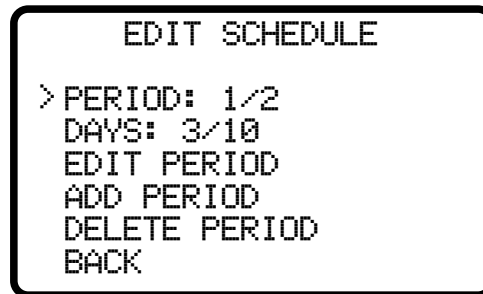 EDIT SCHEDULE
>PERIOD: 1/2
DAYS: 3/10
EDIT PERIOD
ADD PERIOD
DELETE PERIOD
BACK